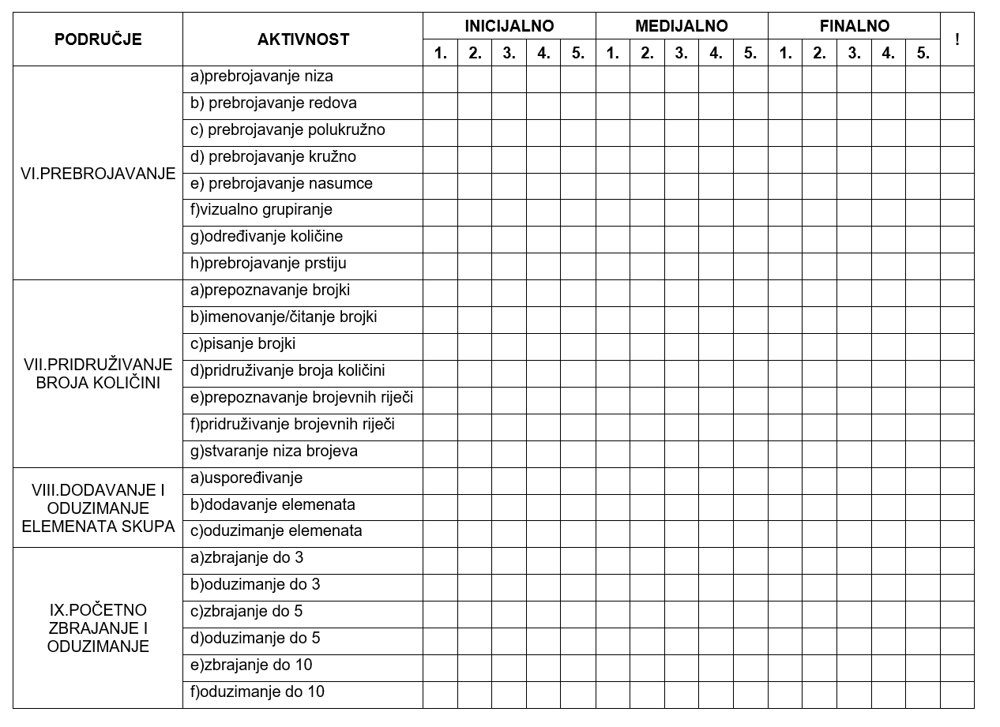 PODRUČJE AKTIVNOST INICIJALNO MEDIJALNO FINALNO !
1. 2. 3. 4. 5. 1. 2. 3. 4. 5. 1. 2. 3. 4. 5.
VI.PREBROJAVANJE
a)prebrojavanje niza
b) prebrojavanje redova
c) prebrojavanje polukružno
d) prebrojavanje kružno
e) prebrojavanje nasumce
f)vizualno grupiranje
g)određivanje količine
h)prebrojavanje prstiju
VII.PRIDRUŽIVANJE
BROJA KOLIČINI
a)prepoznavanje brojki
b)imenovanje/čitanje brojki
c)pisanje brojki
d)pridruživanje broja količini
e)prepoznavanje brojevnih riječi
f)pridruživanje brojevnih riječi
g)stvaranje niza brojeva
VIII.DODAVANJE I
ODUZIMANJE
ELEMENATA SKUPA
a)uspoređivanje
b)dodavanje elemenata
c)oduzimanje elemenata
IX.POČETNO
ZBRAJANJE I
ODUZIMANJE
a)zbrajanje do 3
b)oduzimanje do 3
c)zbrajanje do 5
d)oduzimanje do 5
e)zbrajanje do 10
f)oduzimanje do 10